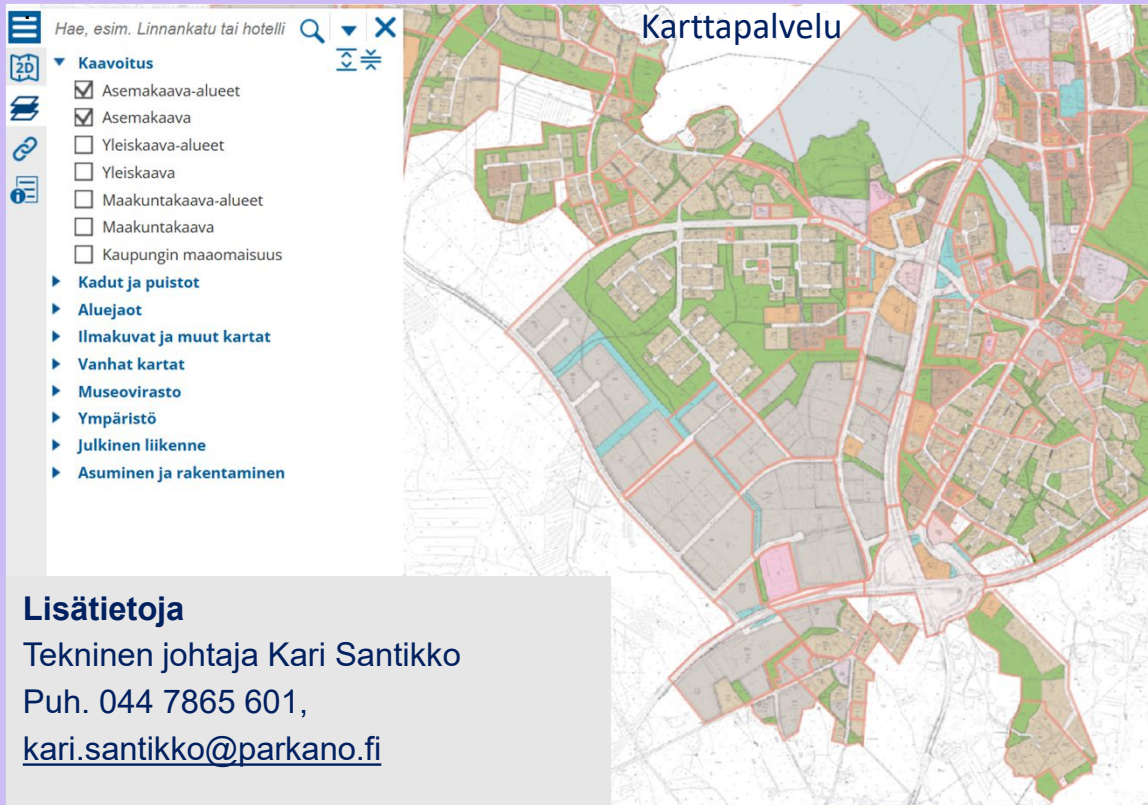 Karttapalvelu
Hae, esim. Linnankatu tai hotelli
2D
Kaavoitus
Asemakaava-alueet
Asemakaava
Yleiskaava-alueet
Yleiskaava
Maakuntakaava-alueet
Maakuntakaava
Kaupungin maaomaisuus
Kadut ja puistot
Aluejaot
Ilmakuvat ja muut kartat
Vanhat kartat
Museovirasto
Ympäristö
Julkinen liikenne
Asuminen ja rakentaminen
Lisätietoja
Tekninen johtaja Kari Santikko
Puh. 044 7865 601,
kari.santikko@parkano.fi